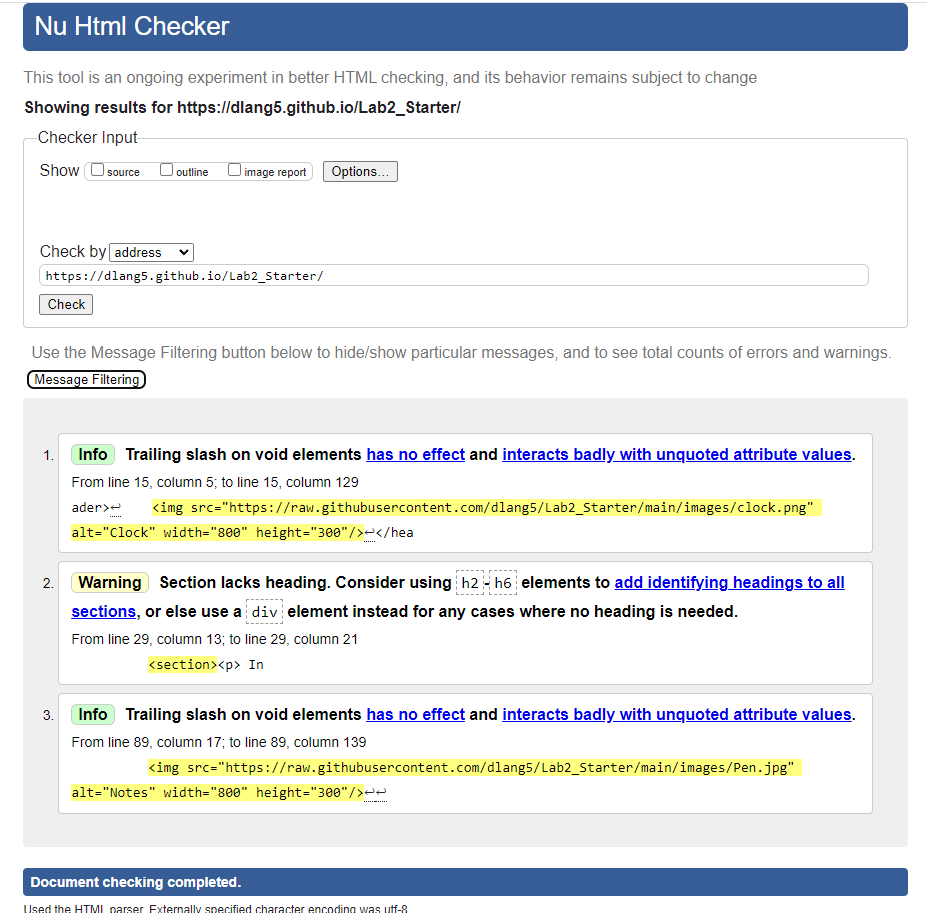 Nu Html Checker
This tool is an ongoing experiment in better HTML checking, and its behavior remains subject to change
Showing results for https://dlang5.github.io/Lab2_Starter/
Checker Input
Show source outline image report Options...
Check by address
https://dlang5.github.io/Lab2_Starter/
Check
Use the Message Filtering button below to hide/show particular messages, and to see total counts of errors and warnings.
Message Filtering
1. Info Trailing slash on void elements has no effect and interacts badly with unquoted attribute values.
From line 15, column 5; to line 15, column 129
ader>↩ <img src="https://raw.githubusercontent.com/dlang5/Lab2_Starter/main/images/clock.png"
alt="Clock" width="800" height="300"/>↩</hea
2. Warning Section lacks heading. Consider using h2-h6 elements to add identifying headings to all
sections, or else use a div element instead for any cases where no heading is needed.
From line 29, column 13; to line 29, column 21
<section><p> In
3. Info Trailing slash on void elements has no effect and interacts badly with unquoted attribute values.
From line 89, column 17; to line 89, column 139
<img src="https://raw.githubusercontent.com/dlang5/Lab2_Starter/main/images/Pen.jpg"
alt="Notes" width="800" height="300"/>↩↩
Document checking completed.
Used the HTML parser. Externally specified character encoding was utf-8.